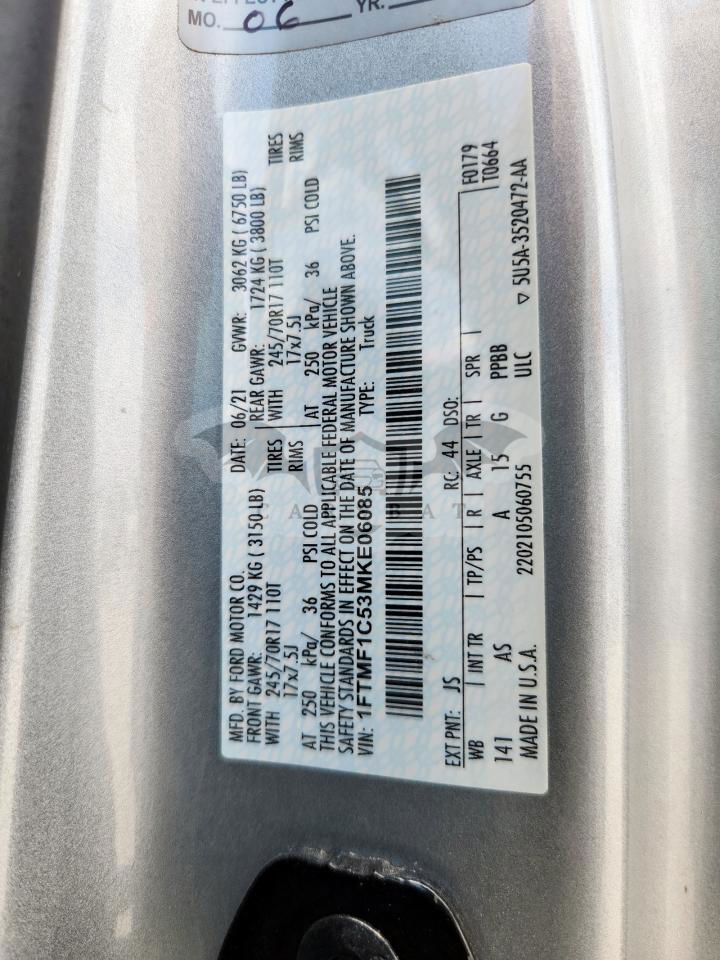 MO. 06 YR.
MFD. BY FORD MOTOR CO. DATE: 06/21 GVWR: 3062 KG ( 6750 LB)
FRONT GAWR: 1429 KG ( 3150 LB) REAR GAWR: 1724 KG ( 3800 LB)
WITH 245/70R17 110T TIRES WITH 245/70R17 110T TIRES
17x7.5J RIMS 17x7.5J RIMS
AT 250 kPa/ 36 PSI COLD AT 250 kPa/ 36 PSI COLD
THIS VEHICLE CONFORMS TO ALL APPLICABLE FEDERAL MOTOR VEHICLE
SAFETY STANDARDS IN EFFECT ON THE DATE OF MANUFACTURE SHOWN ABOVE.
VIN: 1FTMF1C53MKE06085 TYPE: Truck
EXT PNT: JS RC: 44 DSO: F0179
T0664
WB | INT TR | TP/PS | R | AXLE | TR | SPR |
141 AS A 15 G PPBB
ULC
MADE IN U.S.A. 2202105060755 ▽ 5U5A-3520472-AA
CARBAT